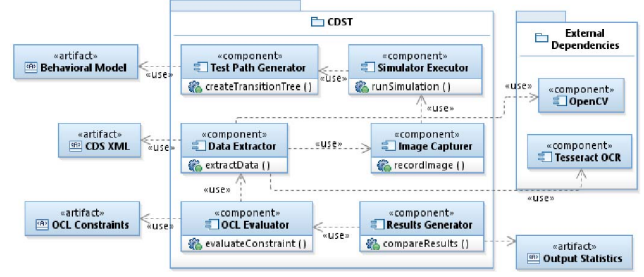 CDST
External
Dependencies
«artifact»
Behavioral Model
«use»
«component»
Test Path Generator
createTransitionTree ( )
«use»
«component»
Simulator Executor
runSimulation ( )
«use»
«component»
OpenCV
«use»
«artifact»
CDS XML
«use»
«component»
Data Extractor
extractData ( )
«use»
«component»
Image Capturer
recordImage ( )
«component»
Tesseract OCR
«use»
«use»
«artifact»
OCL Constraints
«use»
«component»
OCL Evaluator
evaluateConstraint ( )
«use»
«component»
Results Generator
compareResults ( )
«use»
«artifact»
Output Statistics